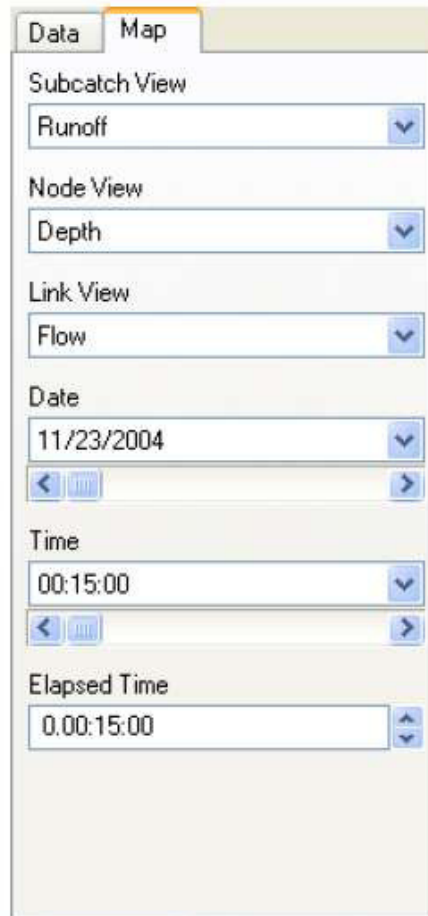 Data Map
Subcatch View
Runoff
Node View
Depth
Link View
Flow
Date
11/23/2004
Time
00:15:00
Elapsed Time
0.00:15:00